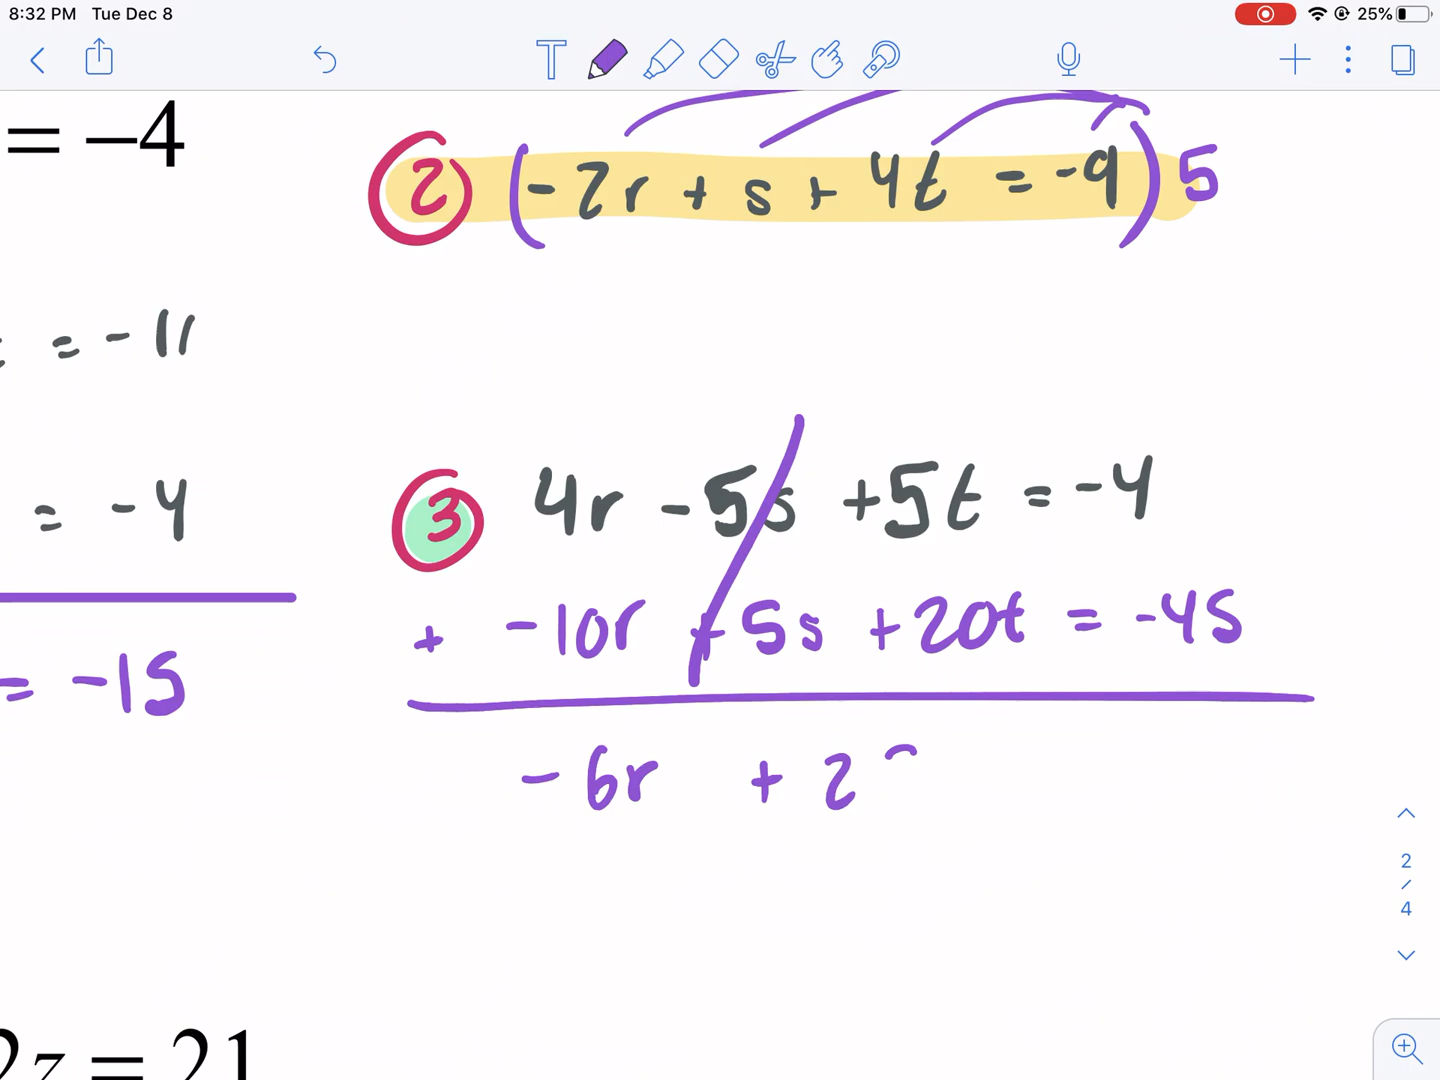 8:32 PM Tue Dec 8 25%
T
= −4
2 (-2r + s + 4t = -9) 5
= - 11
= - 4
3 4r - 5s + 5t = -4
+ -10r + 5s + 20t = -45
= -15
-6r + 2
2
/
4
2z = 21